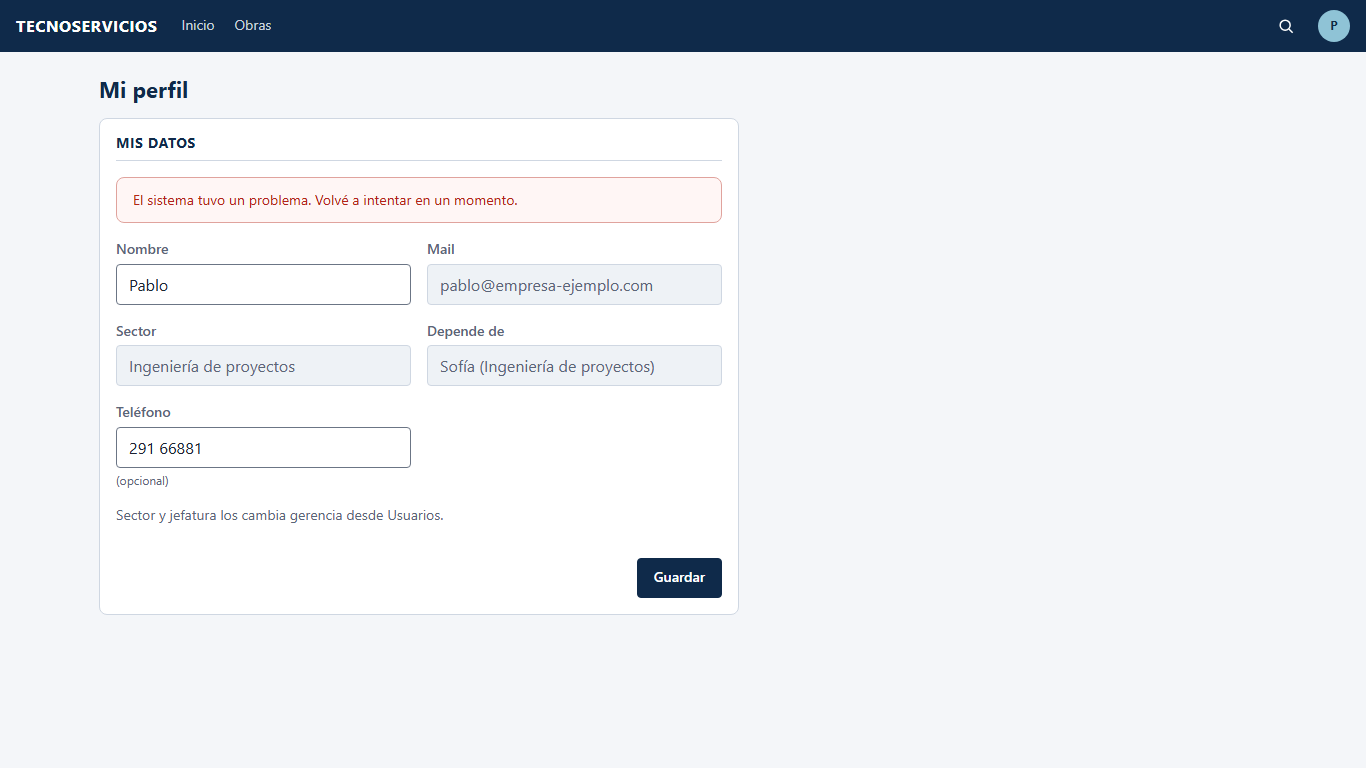 TECNOSERVICIOS Inicio Obras P
Mi perfil
MIS DATOS
El sistema tuvo un problema. Volvé a intentar en un momento.
Nombre Mail
Pablo pablo@empresa-ejemplo.com
Sector Depende de
Ingeniería de proyectos Sofía (Ingeniería de proyectos)
Teléfono
291 66881
(opcional)
Sector y jefatura los cambia gerencia desde Usuarios.
Guardar